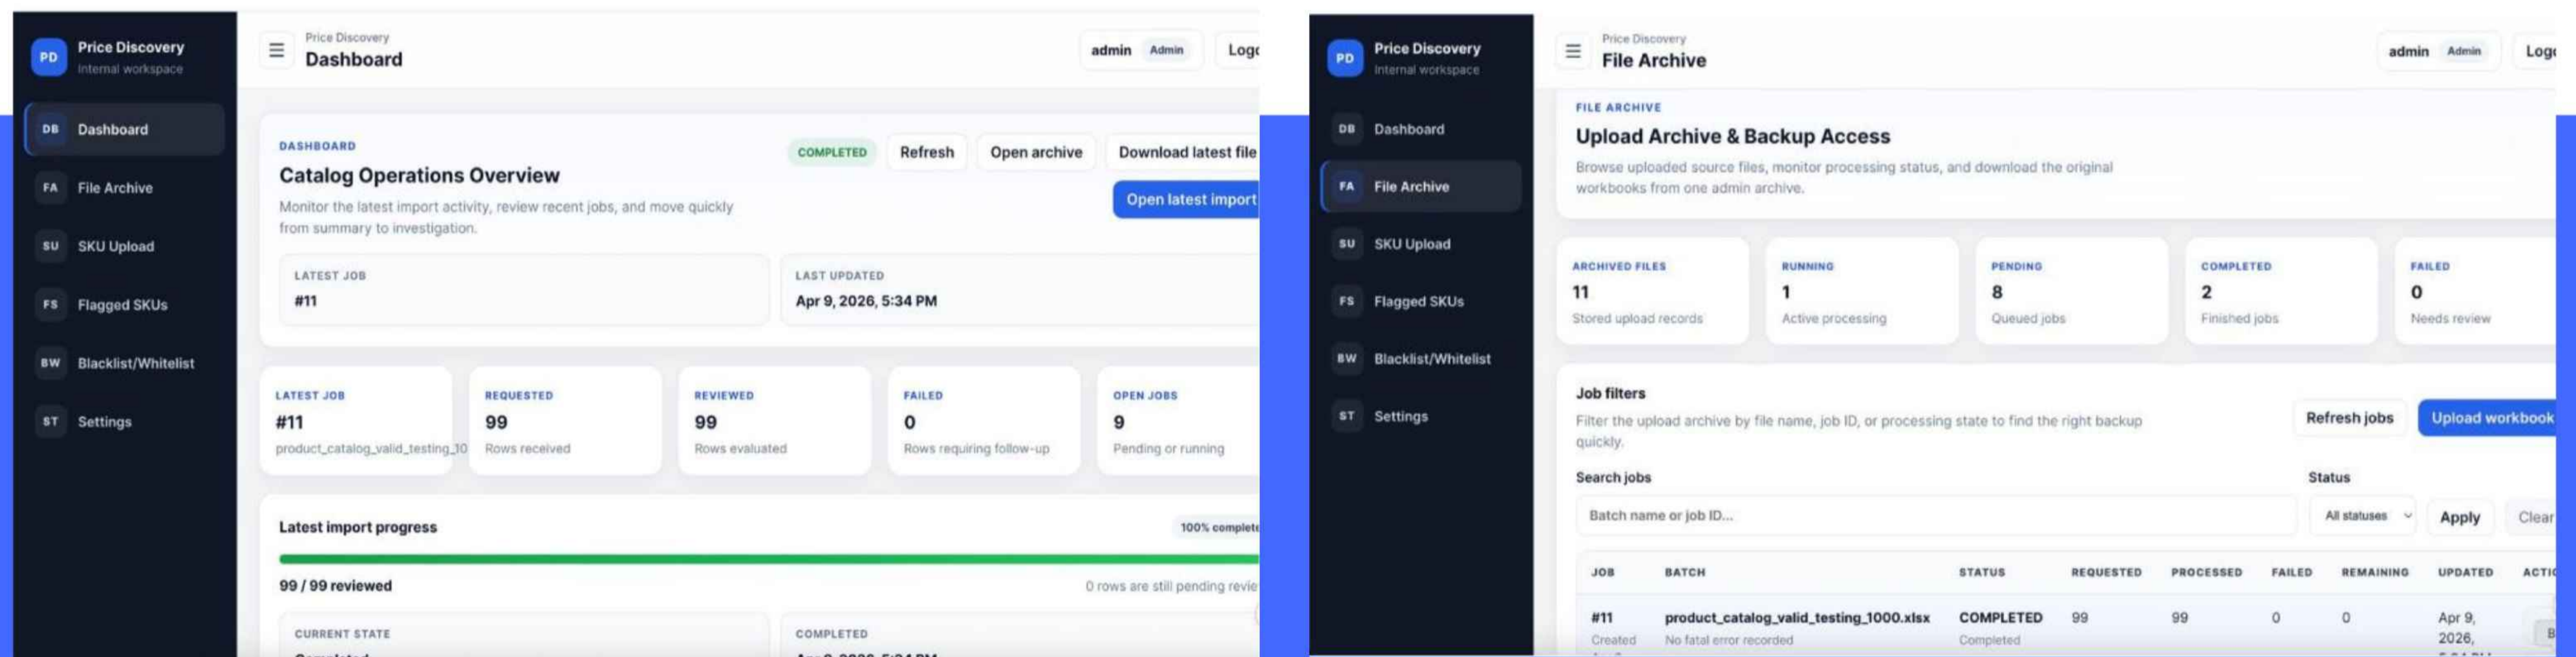 PD
Price Discovery
Internal workspace
DB Dashboard
FA File Archive
SU SKU Upload
FS Flagged SKUs
BW Blacklist/Whitelist
ST Settings
Price Discovery
Dashboard
admin Admin
DASHBOARD
Catalog Operations Overview
Monitor the latest import activity, review recent jobs, and move quickly
from summary to investigation.
COMPLETED Refresh Open archive Download latest file
Open latest import
LATEST JOB
#11
LAST UPDATED
Apr 9, 2026, 5:34 PM
LATEST JOB
#11
product_catalog_valid_testing_10
REQUESTED
99
Rows received
REVIEWED
99
Rows evaluated
FAILED
0
Rows requiring follow-up
OPEN JOBS
9
Pending or running
Latest import progress
100% complete
99 / 99 reviewed
0 rows are still pending
CURRENT STATE
COMPLETED
PD
Price Discovery
Internal workspace
DB Dashboard
FA File Archive
SU SKU Upload
FS Flagged SKUs
BW Blacklist/Whitelist
ST Settings
Price Discovery
File Archive
admin Admin
FILE ARCHIVE
Upload Archive & Backup Access
Browse uploaded source files, monitor processing status, and download the original
workbooks from one admin archive.
ARCHIVED FILES
11
Stored upload records
RUNNING
1
Active processing
PENDING
8
Queued jobs
COMPLETED
2
Finished jobs
FAILED
0
Needs review
Job filters
Filter the upload archive by file name, job ID, or processing state to find the right backup
quickly.
Refresh jobs Upload workbook
Search jobs
Status
Batch name or job ID...
All statuses Apply Clear
JOB BATCH STATUS REQUESTED PROCESSED FAILED REMAINING UPDATED
#11 product_catalog_valid_testing_1000.xlsx COMPLETED 99 99 0 0 Apr 9,
Created No fatal error recorded Completed 2026,